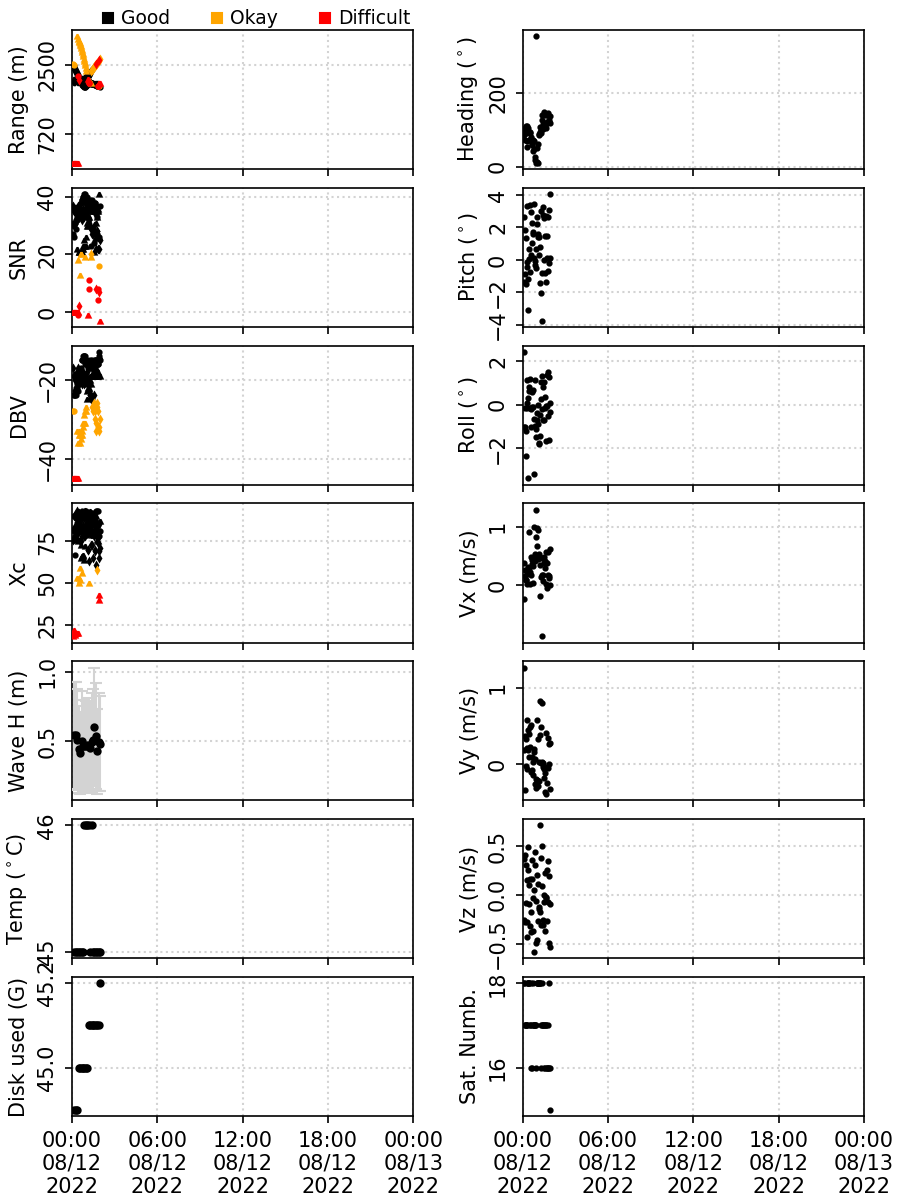 Good Okay Difficult
Range (m)
2500
720
Heading (°)
200
0
SNR
40
20
0
Pitch (°)
4
2
0
−2
−4
DBV
−20
−40
Roll (°)
2
0
−2
Xc
75
50
25
Vx (m/s)
1
0
Wave H (m)
1.0
0.5
Vy (m/s)
1
0
Temp (°C)
46
45
Vz (m/s)
0.5
0.0
−0.5
Disk used (G)
45.2
45.0
Sat. Numb.
18
16
00:00 06:00 12:00 18:00 00:00
08/12 08/12 08/12 08/12 08/13
2022 2022 2022 2022 2022
00:00 06:00 12:00 18:00 00:00
08/12 08/12 08/12 08/12 08/13
2022 2022 2022 2022 2022